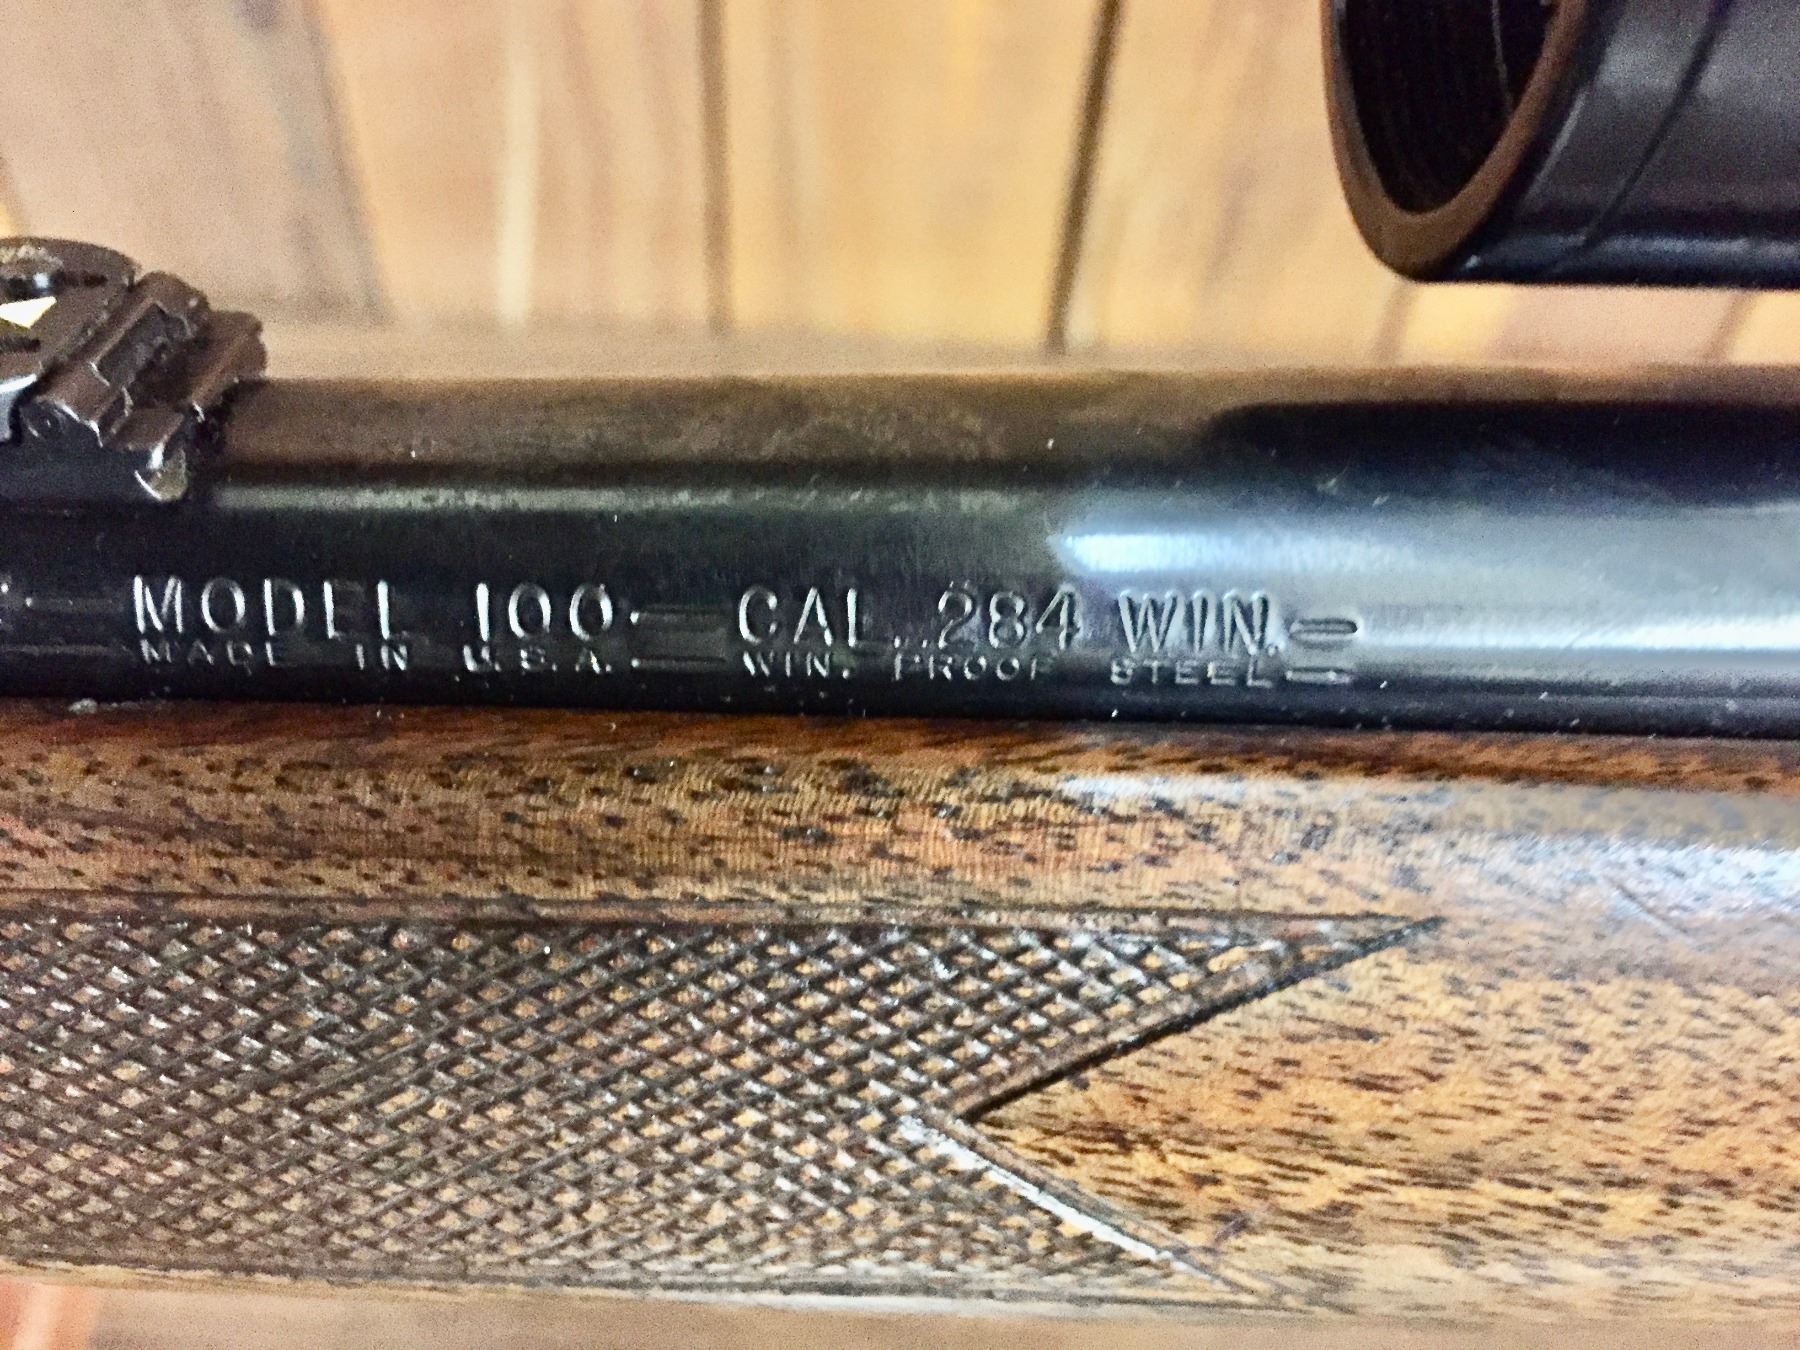 MODEL 100 = CAL. .284 WIN. =
MADE IN U.S.A. = WIN. PROOF STEEL =